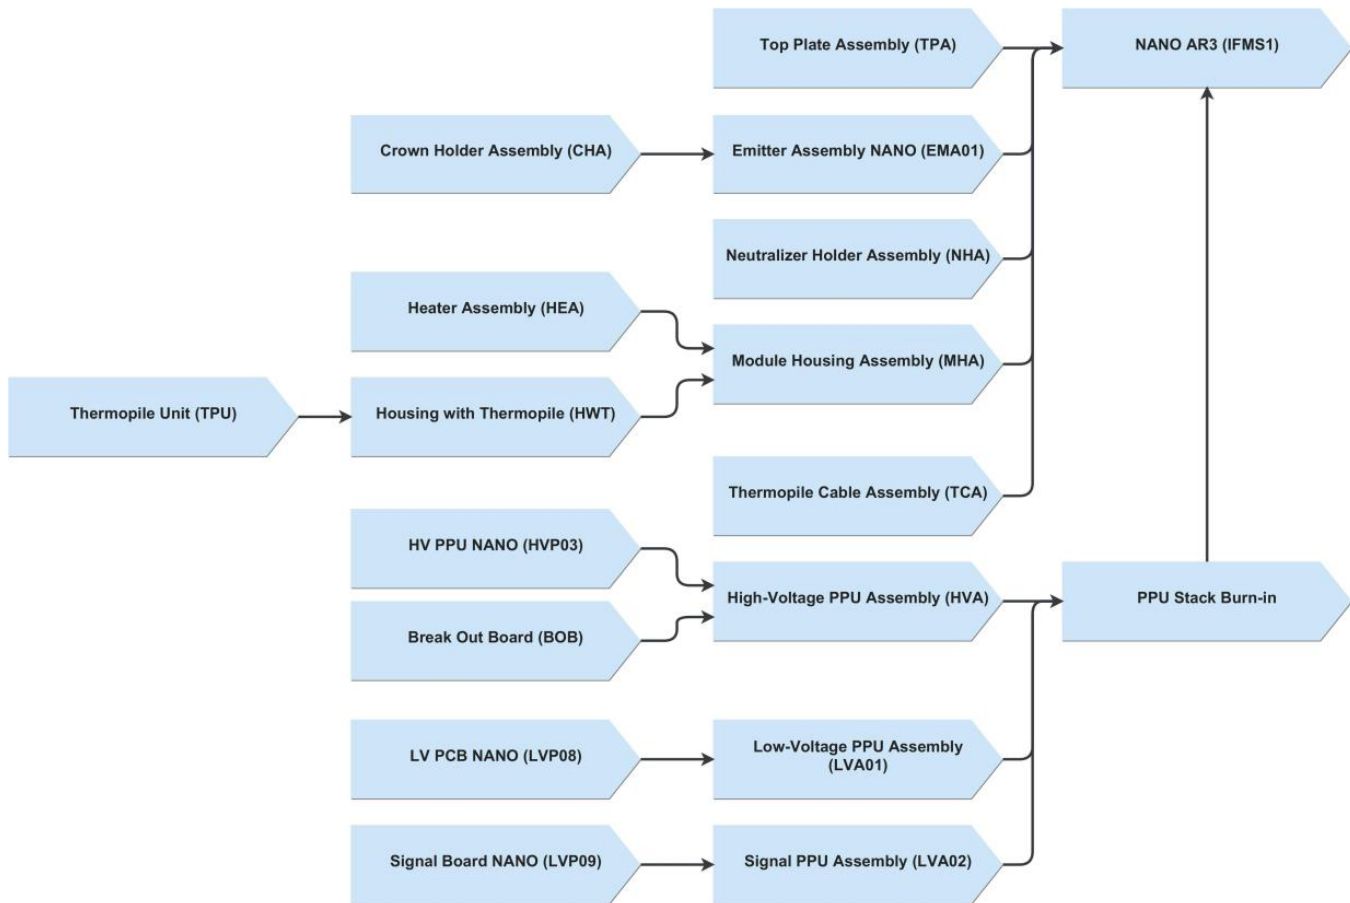 Top Plate Assembly (TPA)
NANO AR3 (IFMS1)
Crown Holder Assembly (CHA)
Emitter Assembly NANO (EMA01)
Neutralizer Holder Assembly (NHA)
Heater Assembly (HEA)
Module Housing Assembly (MHA)
Thermopile Unit (TPU)
Housing with Thermopile (HWT)
Thermopile Cable Assembly (TCA)
HV PPU NANO (HVP03)
High-Voltage PPU Assembly (HVA)
PPU Stack Burn-in
Break Out Board (BOB)
LV PCB NANO (LVP08)
Low-Voltage PPU Assembly
(LVA01)
Signal Board NANO (LVP09)
Signal PPU Assembly (LVA02)